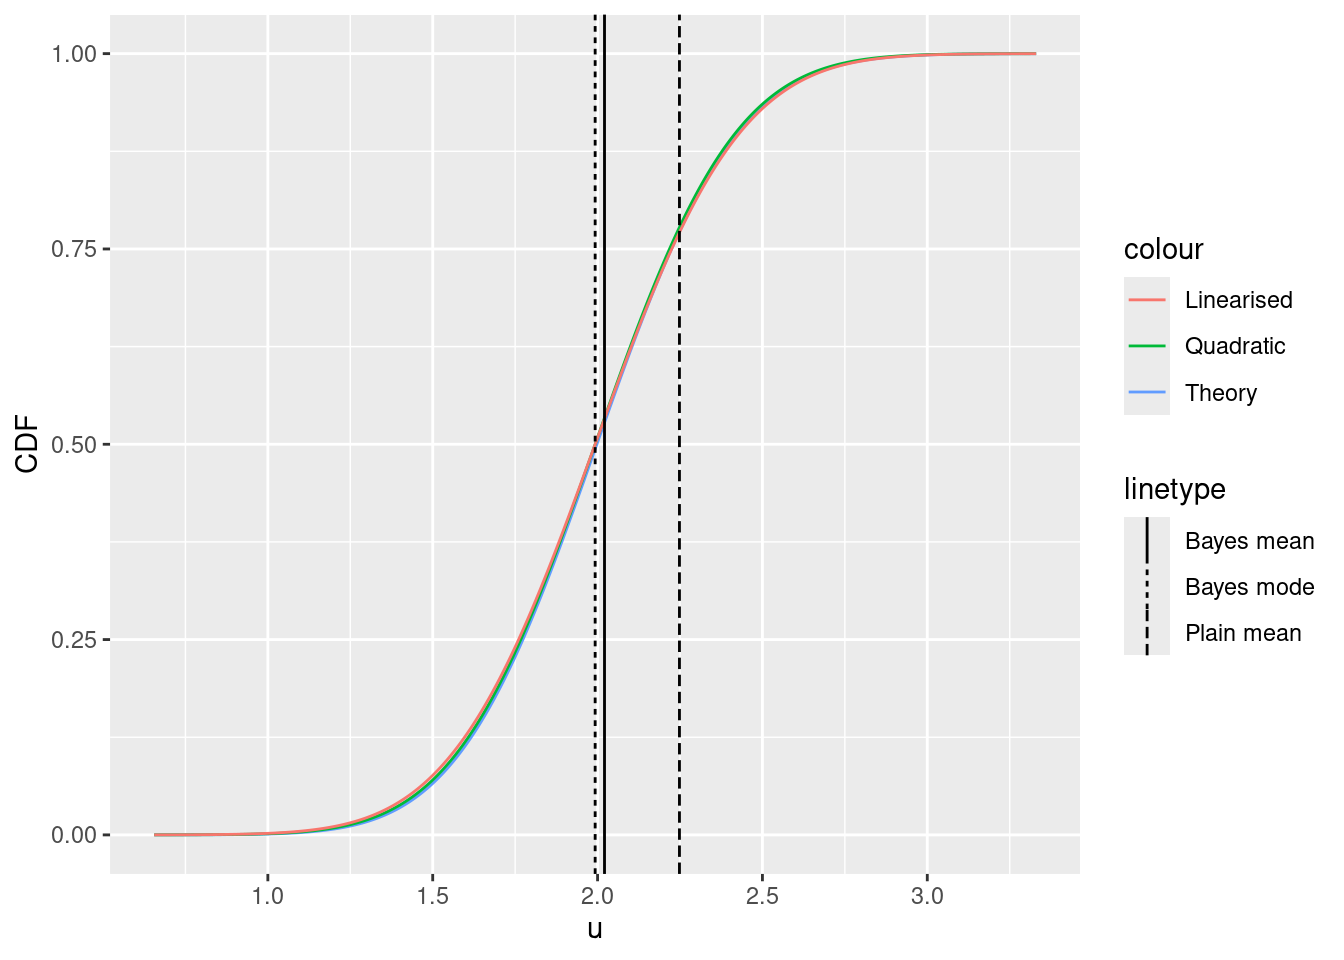 1.00
0.75
0.50
0.25
0.00
CDF
1.0 1.5 2.0 2.5 3.0
u
colour
Linearised
Quadratic
Theory
linetype
Bayes mean
Bayes mode
Plain mean